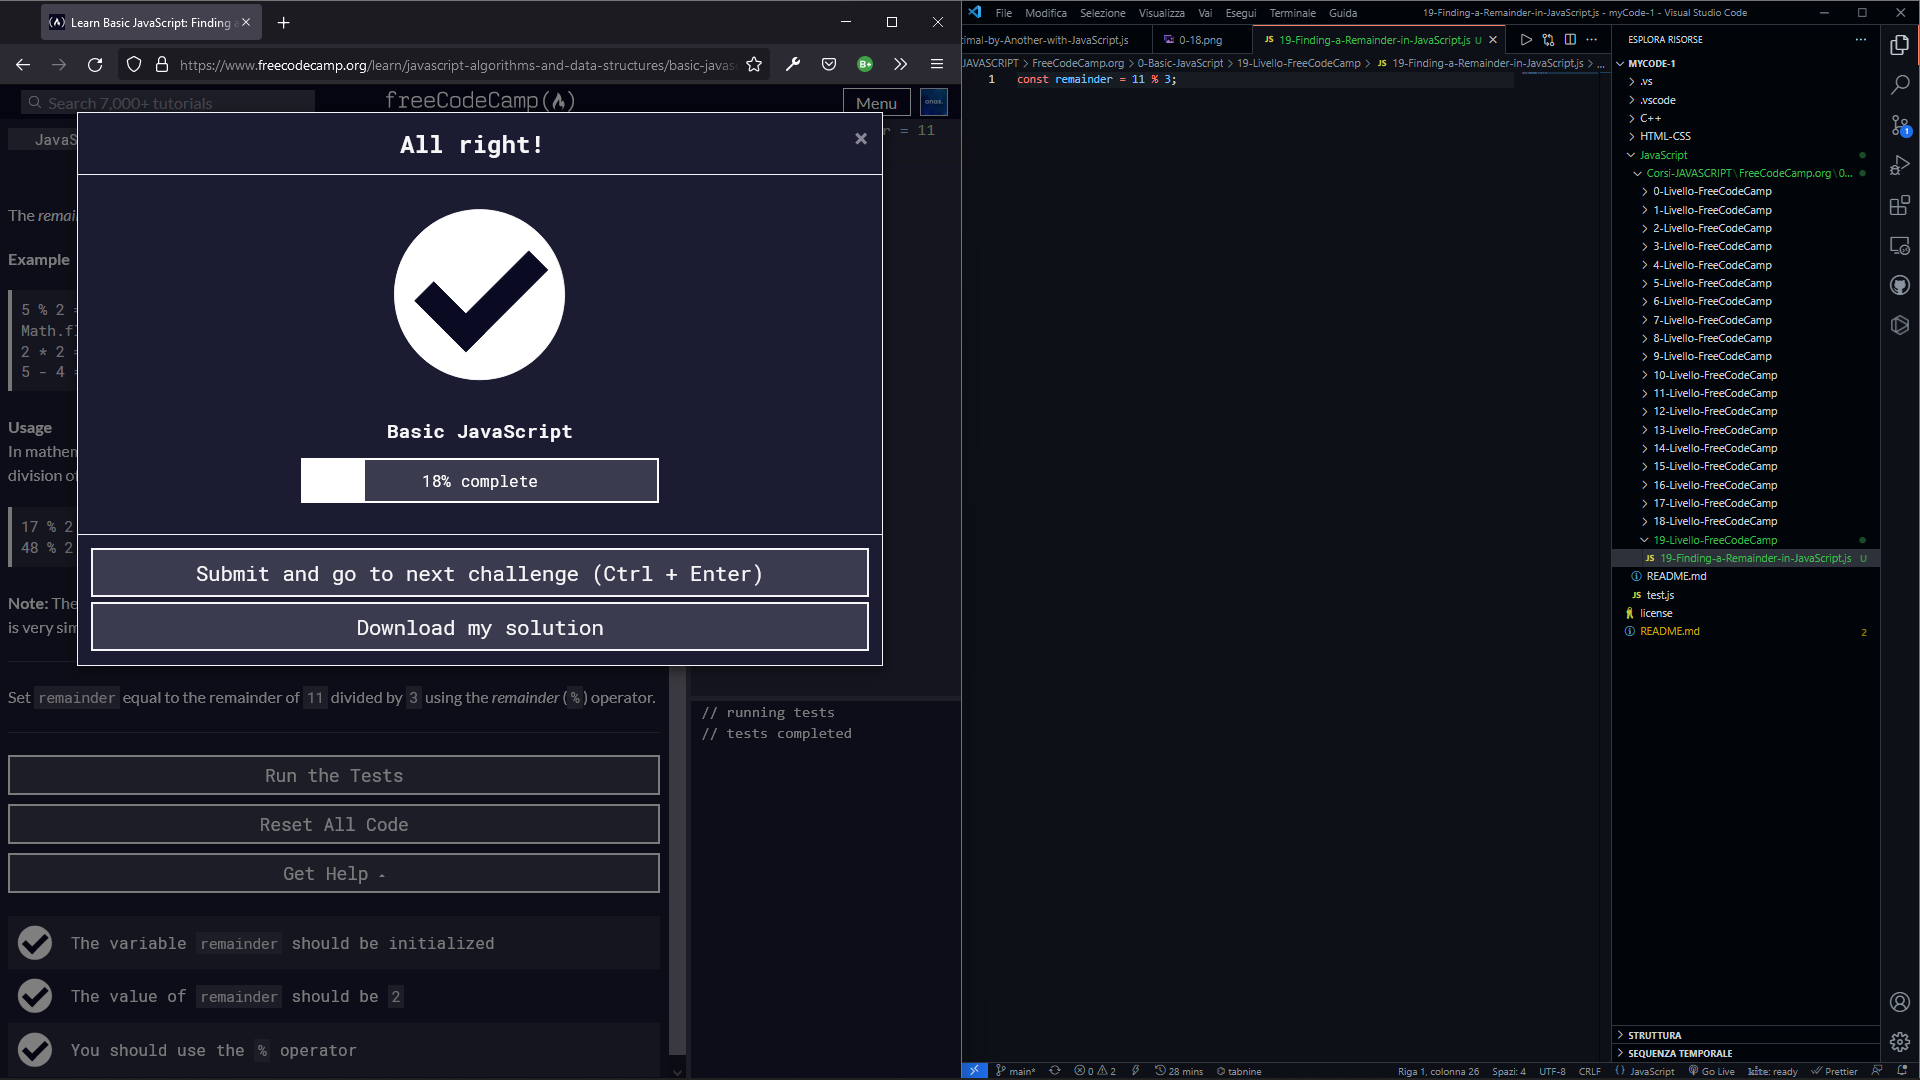 Learn Basic JavaScript: Finding a
https://www.freecodecamp.org/learn/javascript-algorithms-and-data-structures/basic-javas
Search 7,000+ tutorials
freeCodeCamp
Menu
JavaS
r = 11
All right!
The remai
Example
5 % 2 =
Math.fl
2 * 2 =
5 - 4 =
Usage
In mathem
division of
17 % 2
48 % 2
Note: The
is very sim
Basic JavaScript
18% complete
Submit and go to next challenge (Ctrl + Enter)
Download my solution
Set remainder equal to the remainder of 11 divided by 3 using the remainder (%) operator.
Run the Tests
Reset All Code
Get Help
The variable remainder should be initialized
The value of remainder should be 2
You should use the % operator
// running tests
// tests completed
File Modifica Selezione Visualizza Vai Esegui Terminale Guida
19-Finding-a-Remainder-in-JavaScript.js - myCode-1 - Visual Studio Code
imal-by-Another-with-JavaScript.js
0-18.png
JS 19-Finding-a-Remainder-in-JavaScript.js U
JAVASCRIPT > FreeCodeCamp.org > 0-Basic-JavaScript > 19-Livello-FreeCodeCamp > JS 19-Finding-a-Remainder-in-JavaScript.js > ...
1 const remainder = 11 % 3;
ESPLORA RISORSE
MYCODE-1
.vs
.vscode
C++
HTML-CSS
JavaScript
Corsi-JAVASCRIPT \ FreeCodeCamp.org \ 0...
0-Livello-FreeCodeCamp
1-Livello-FreeCodeCamp
2-Livello-FreeCodeCamp
3-Livello-FreeCodeCamp
4-Livello-FreeCodeCamp
5-Livello-FreeCodeCamp
6-Livello-FreeCodeCamp
7-Livello-FreeCodeCamp
8-Livello-FreeCodeCamp
9-Livello-FreeCodeCamp
10-Livello-FreeCodeCamp
11-Livello-FreeCodeCamp
12-Livello-FreeCodeCamp
13-Livello-FreeCodeCamp
14-Livello-FreeCodeCamp
15-Livello-FreeCodeCamp
16-Livello-FreeCodeCamp
17-Livello-FreeCodeCamp
18-Livello-FreeCodeCamp
19-Livello-FreeCodeCamp
JS 19-Finding-a-Remainder-in-JavaScript.js U
README.md
JS test.js
license
README.md 2
STRUTTURA
SEQUENZA TEMPORALE
main* 0 2 28 mins tabnine
Riga 1, colonna 26 Spazi: 4 UTF-8 CRLF JavaScript Go Live kite: ready Prettier